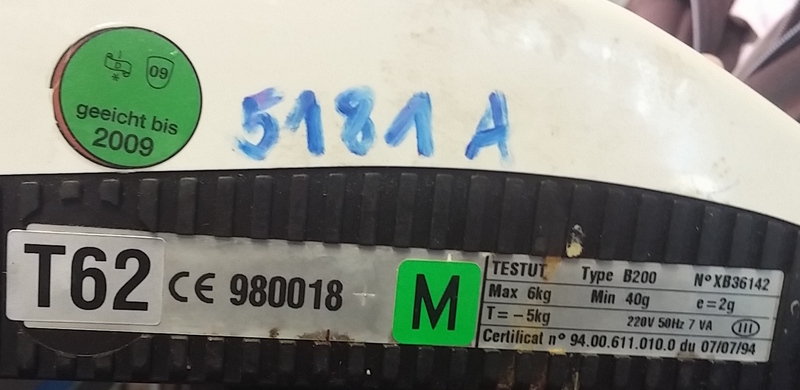 09
geeicht bis
2009
5181 A
T62
CE 980018
M
TESTUT Type B200 N° XB36142
Max 6kg Min 40g e=2g
T=-5kg 220V 50Hz 7 VA III
Certificat n° 94.00.611.010.0 du 07/07/94